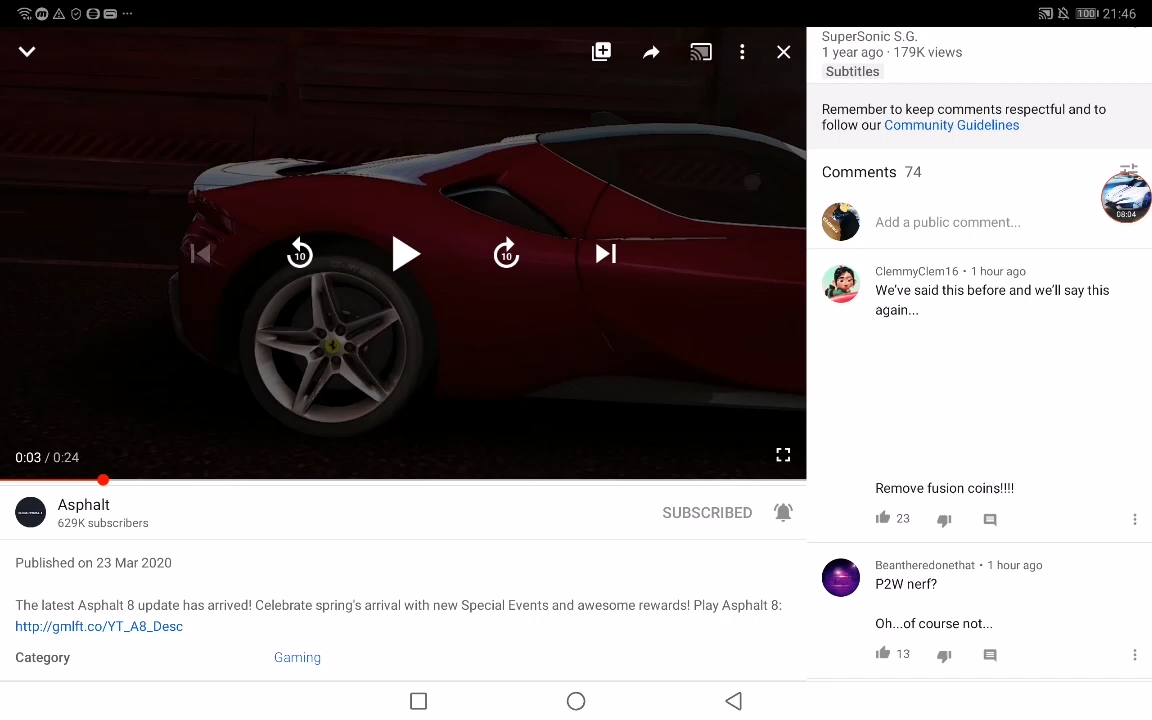 100 21:46
SuperSonic S.G.
1 year ago · 179K views
Subtitles
Remember to keep comments respectful and to
follow our Community Guidelines
Comments 74
08:04
Add a public comment...
ClemmyClem16 • 1 hour ago
We've said this before and we'll say this
again...
Remove fusion coins!!!!
23
Beantheredonethat • 1 hour ago
P2W nerf?
Oh...of course not...
13
10
10
0:03 / 0:24
Asphalt
629K subscribers
SUBSCRIBED
Published on 23 Mar 2020
The latest Asphalt 8 update has arrived! Celebrate spring's arrival with new Special Events and awesome rewards! Play Asphalt 8:
http://gmlft.co/YT_A8_Desc
Category Gaming